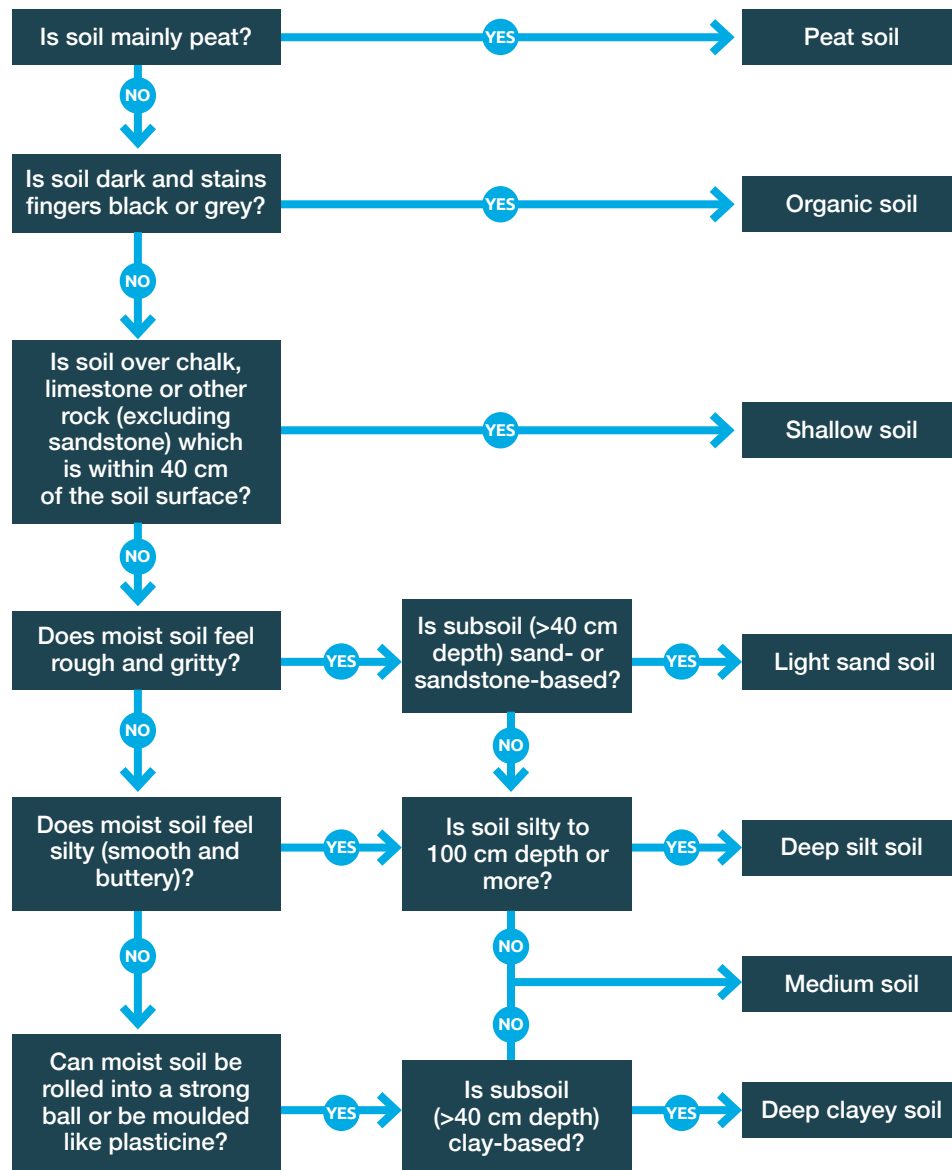 Is soil mainly peat?
YES
Peat soil
NO
Is soil dark and stains
fingers black or grey?
YES
Organic soil
NO
Is soil over chalk,
limestone or other
rock (excluding
sandstone) which
is within 40 cm
of the soil surface?
YES
Shallow soil
NO
Does moist soil feel
rough and gritty?
YES
Is subsoil (>40 cm
depth) sand- or
sandstone-based?
YES
Light sand soil
NO
NO
Does moist soil feel
silty (smooth and
buttery)?
YES
Is soil silty to
100 cm depth or
more?
YES
Deep silt soil
NO
NO
Medium soil
NO
Can moist soil be
rolled into a strong
ball or be moulded
like plasticine?
YES
Is subsoil
(>40 cm depth)
clay-based?
YES
Deep clayey soil